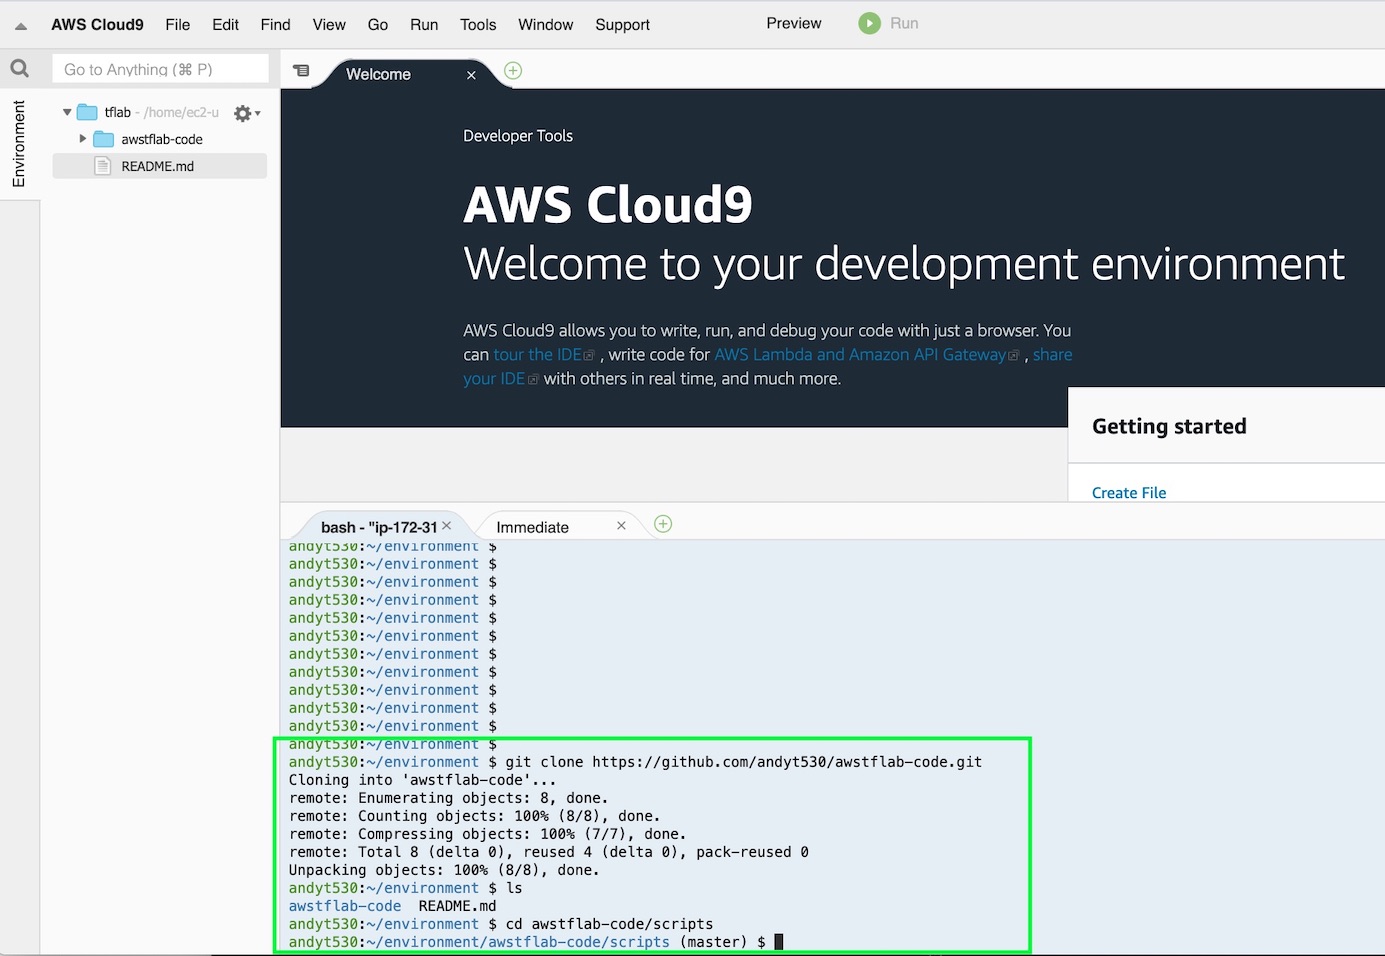 AWS Cloud9 File Edit Find View Go Run Tools Window Support Preview Run
Go to Anything (⌘ P)
Environment
tflab - /home/ec2-u
awstflab-code
README.md
Welcome
Developer Tools
AWS Cloud9
Welcome to your development environment
AWS Cloud9 allows you to write, run, and debug your code with just a browser. You
can tour the IDE , write code for AWS Lambda and Amazon API Gateway , share
your IDE with others in real time, and much more.
Getting started
Create File
bash - "ip-172-31 Immediate
andyt530:~/environment $
andyt530:~/environment $
andyt530:~/environment $
andyt530:~/environment $
andyt530:~/environment $
andyt530:~/environment $
andyt530:~/environment $
andyt530:~/environment $
andyt530:~/environment $
andyt530:~/environment $
andyt530:~/environment $
andyt530:~/environment $
andyt530:~/environment $ git clone https://github.com/andyt530/awstflab-code.git
Cloning into 'awstflab-code'...
remote: Enumerating objects: 8, done.
remote: Counting objects: 100% (8/8), done.
remote: Compressing objects: 100% (7/7), done.
remote: Total 8 (delta 0), reused 4 (delta 0), pack-reused 0
Unpacking objects: 100% (8/8), done.
andyt530:~/environment $ ls
awstflab-code README.md
andyt530:~/environment $ cd awstflab-code/scripts
andyt530:~/environment/awstflab-code/scripts (master) $